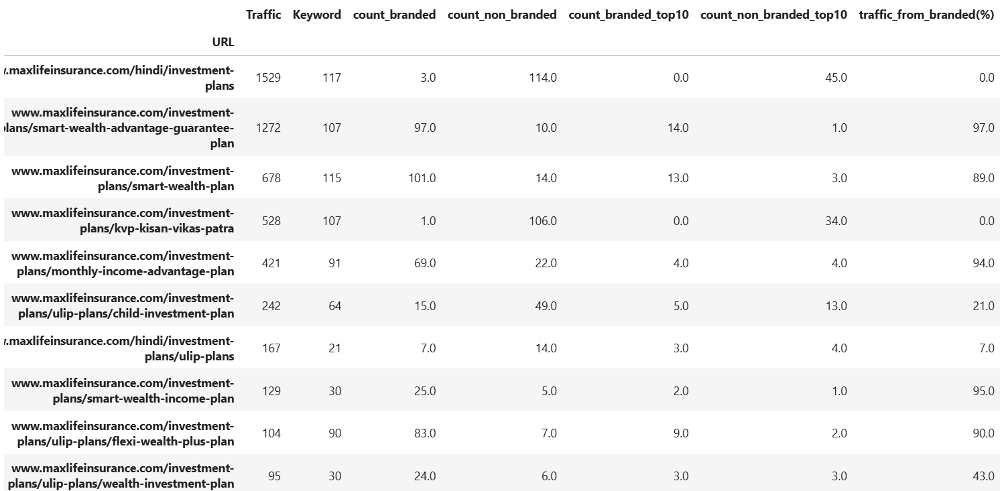 Traffic Keyword count_branded count_non_branded count_branded_top10 count_non_branded_top10 traffic_from_branded(%)
URL
.maxlifeinsurance.com/hindi/investment-
plans 1529 117 3.0 114.0 0.0 45.0 0.0
www.maxlifeinsurance.com/investment-
plans/smart-wealth-advantage-guarantee- 1272 107 97.0 10.0 14.0 1.0 97.0
plan
www.maxlifeinsurance.com/investment-
plans/smart-wealth-plan 678 115 101.0 14.0 13.0 3.0 89.0
www.maxlifeinsurance.com/investment-
plans/kvp-kisan-vikas-patra 528 107 1.0 106.0 0.0 34.0 0.0
www.maxlifeinsurance.com/investment-
plans/monthly-income-advantage-plan 421 91 69.0 22.0 4.0 4.0 94.0
www.maxlifeinsurance.com/investment-
plans/ulip-plans/child-investment-plan 242 64 15.0 49.0 5.0 13.0 21.0
.maxlifeinsurance.com/hindi/investment-
plans/ulip-plans 167 21 7.0 14.0 3.0 4.0 7.0
www.maxlifeinsurance.com/investment-
plans/smart-wealth-income-plan 129 30 25.0 5.0 2.0 1.0 95.0
www.maxlifeinsurance.com/investment-
plans/ulip-plans/flexi-wealth-plus-plan 104 90 83.0 7.0 9.0 2.0 90.0
www.maxlifeinsurance.com/investment-
plans/ulip-plans/wealth-investment-plan 95 30 24.0 6.0 3.0 3.0 43.0